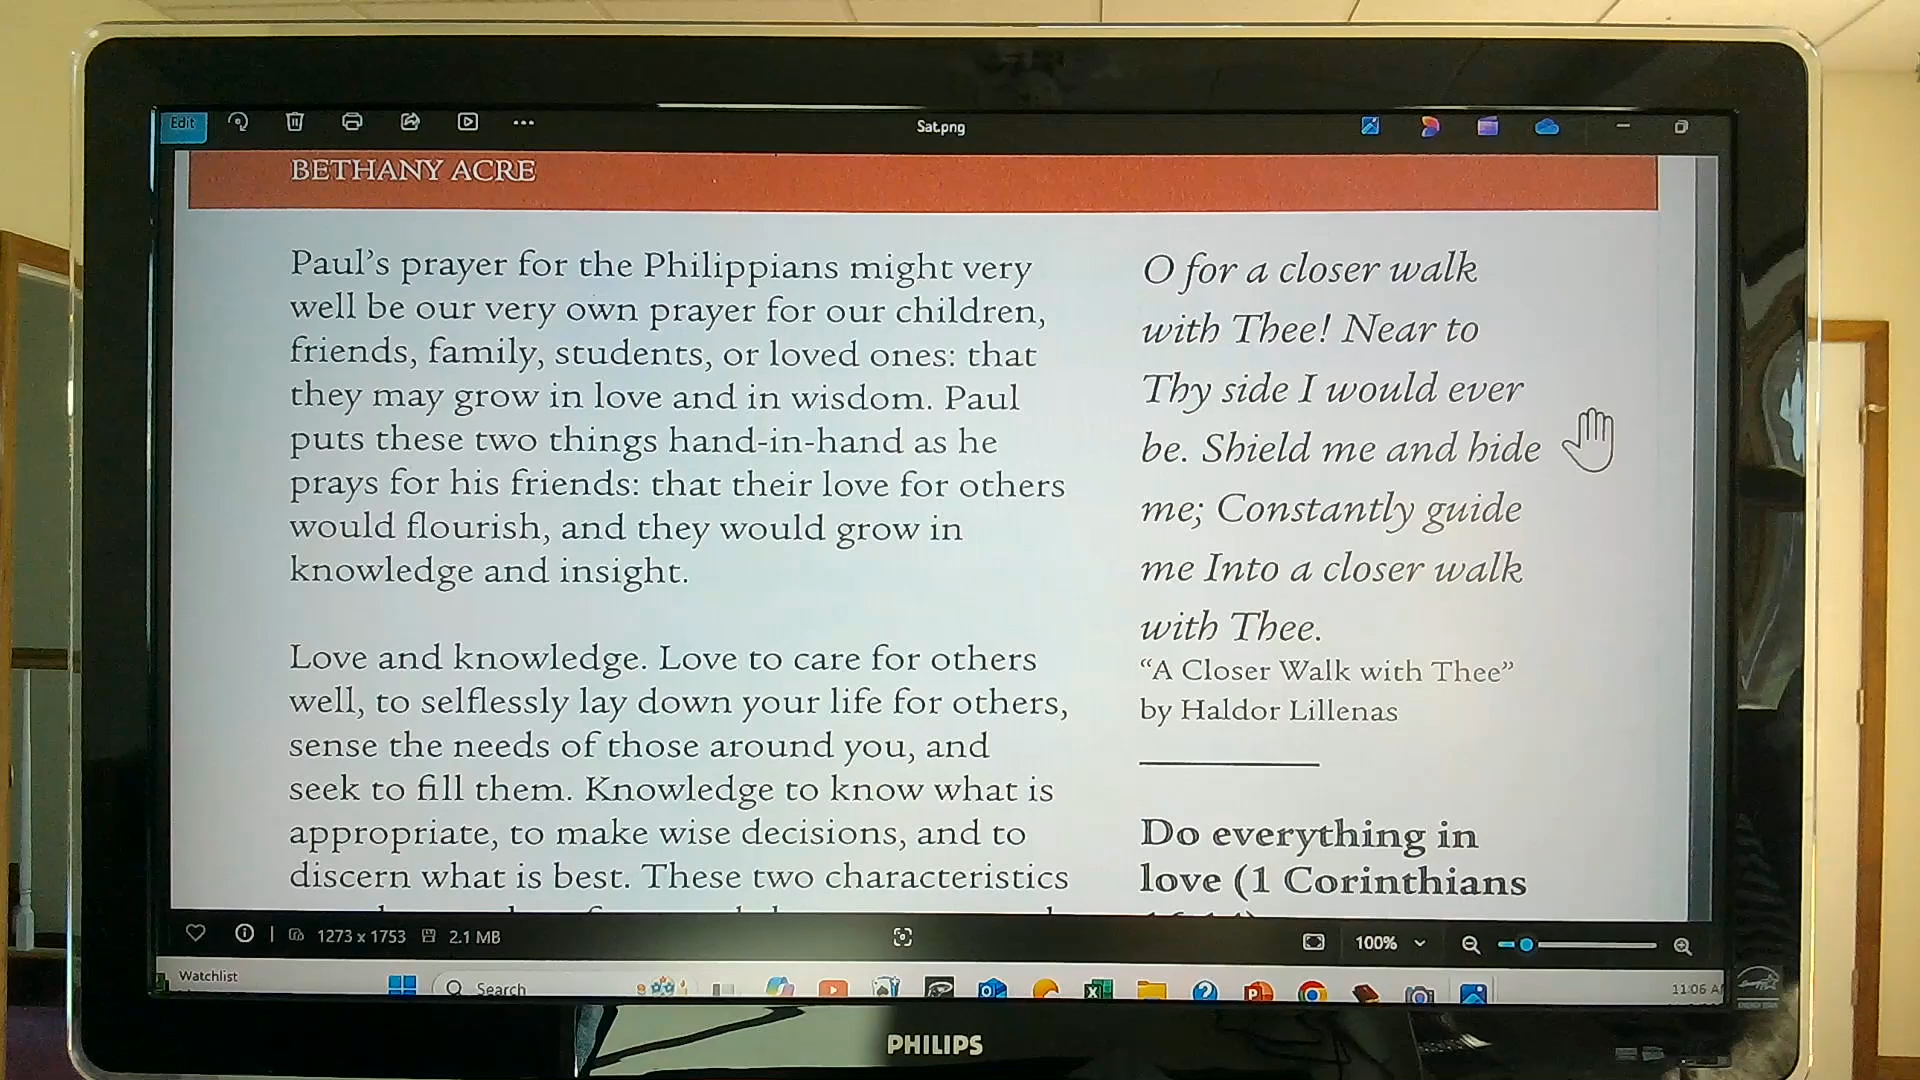 Edit
Sat.png
BETHANY ACRE
Paul's prayer for the Philippians might very
well be our very own prayer for our children,
friends, family, students, or loved ones: that
they may grow in love and in wisdom. Paul
puts these two things hand-in-hand as he
prays for his friends: that their love for others
would flourish, and they would grow in
knowledge and insight.
Love and knowledge. Love to care for others
well, to selflessly lay down your life for others,
sense the needs of those around you, and
seek to fill them. Knowledge to know what is
appropriate, to make wise decisions, and to
discern what is best. These two characteristics
O for a closer walk
with Thee! Near to
Thy side I would ever
be. Shield me and hide
me; Constantly guide
me Into a closer walk
with Thee.
“A Closer Walk with Thee”
by Haldor Lillenas
Do everything in
love (1 Corinthians
1273 x 1753
2.1 MB
100%
Watchlist
Search
11:06 A
PHILIPS
ENERGY STAR